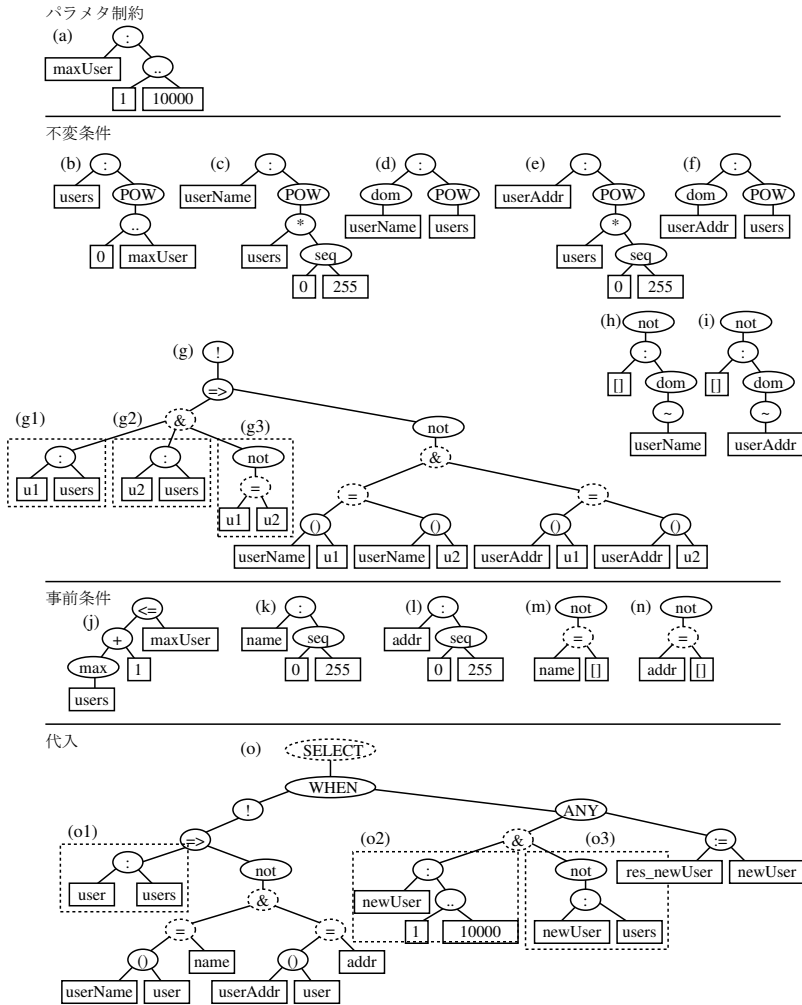 パラメタ制約
(a) :
maxUser ..
1 10000
不変条件
(b) : (c) : (d) : (e) : (f) :
users POW userName POW dom POW userAddr POW dom POW
.. * userName users * userAddr users
0 maxUser users seq users seq
0 255 0 255
(h) not (i) not
(g) ! : :
=> [] dom [] dom
(g1) (g2) & (g3) not ~ ~
: : not & userName userAddr
u1 users u2 users = = =
u1 u2 () () () ()
userName u1 userName u2 userAddr u1 userAddr u2
事前条件
(j) <= (k) : (l) : (m) not (n) not
+ maxUser name seq addr seq = =
max 1 0 255 0 255 name [] addr []
users
代入
(o) SELECT
WHEN
! ANY
(o1) => (o2) & (o3) :=
: not : not res_newUser newUser
user users & newUser .. :
= = 1 10000 newUser users
() name () addr
userName user userAddr user